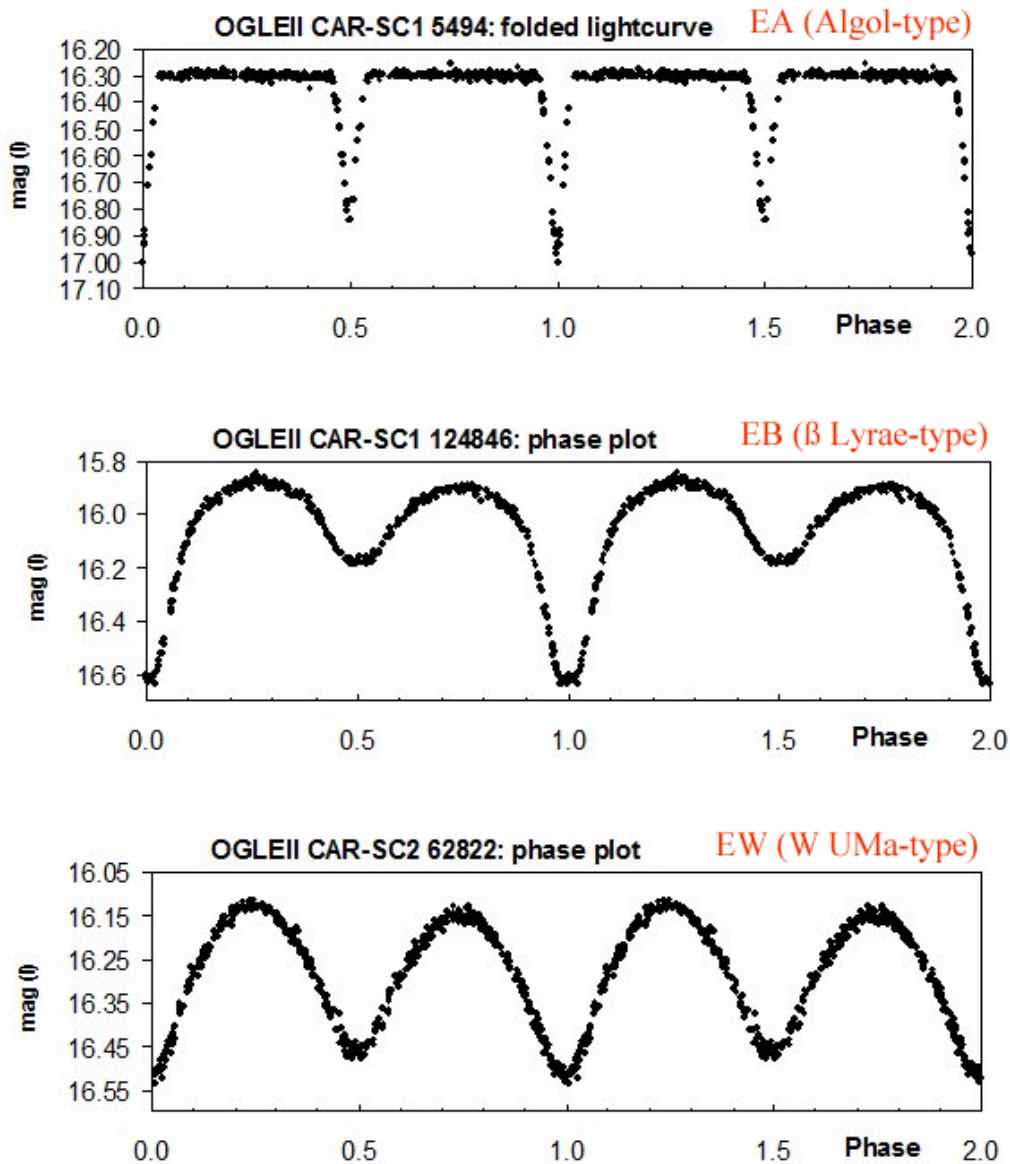 OGLEII CAR-SC1 5494: folded lightcurve EA (Algol-type)
mag (I)
16.20
16.30
16.40
16.50
16.60
16.70
16.80
16.90
17.00
17.10
0.0 0.5 1.0 1.5 Phase 2.0
OGLEII CAR-SC1 124846: phase plot EB (ß Lyrae-type)
mag (I)
15.8
16.0
16.2
16.4
16.6
0.0 0.5 1.0 1.5 Phase 2.0
OGLEII CAR-SC2 62822: phase plot EW (W UMa-type)
mag (I)
16.05
16.15
16.25
16.35
16.45
16.55
0.0 0.5 1.0 1.5 Phase 2.0